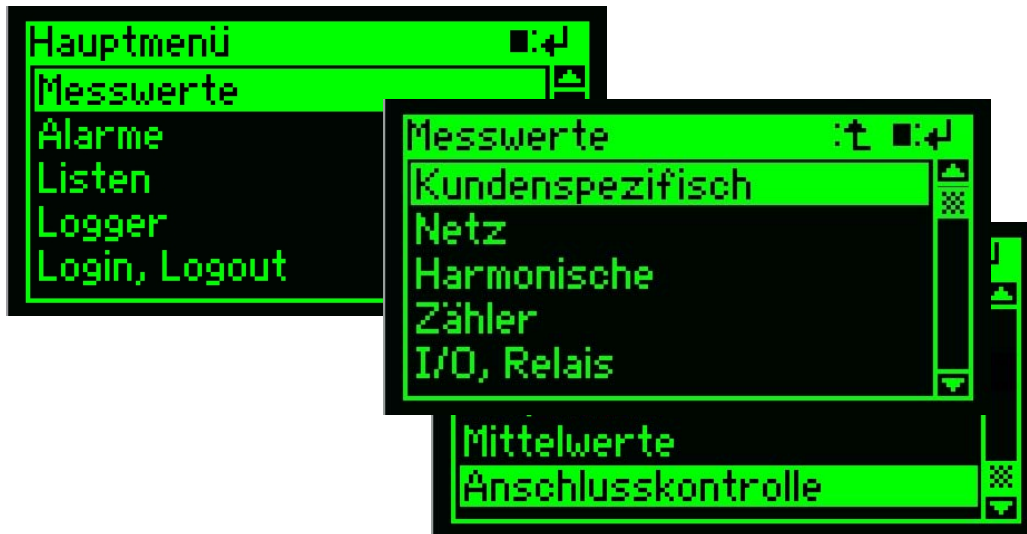 Hauptmenü
Messwerte
Alarme
Listen
Logger
Login, Logout
Messwerte
Kundenspezifisch
Netz
Harmonische
Zähler
I/O, Relais
Mittelwerte
Anschlusskontrolle